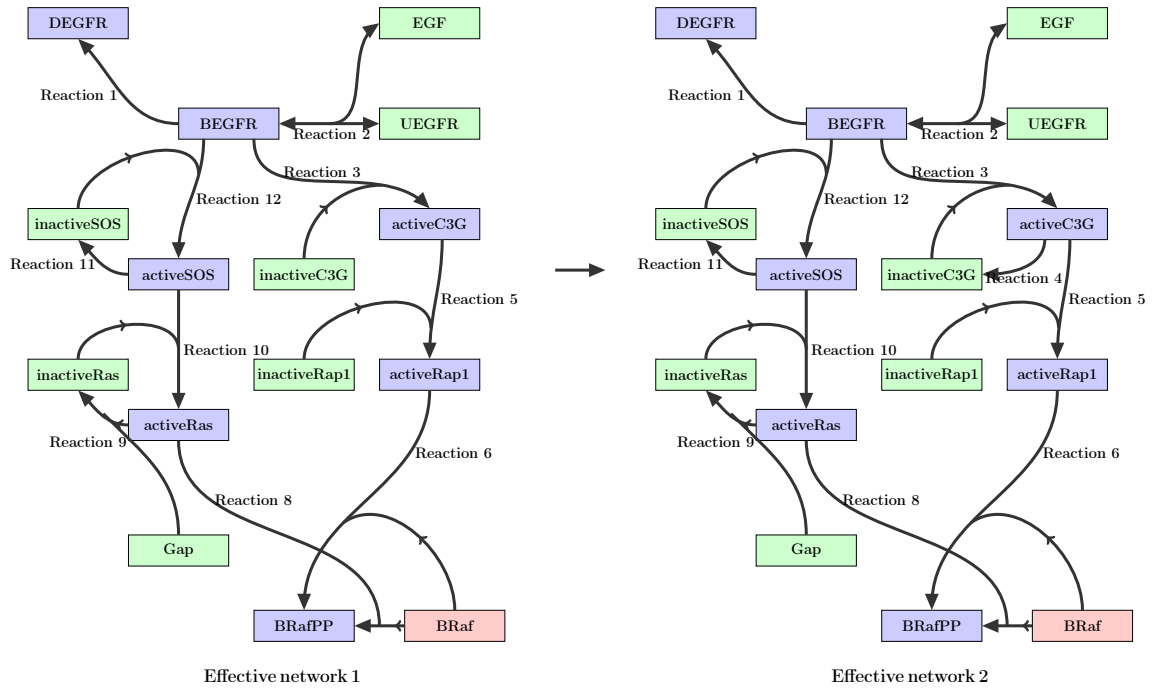 DEGFR
EGF
Reaction 1
BEGFR
UEGFR
Reaction 2
Reaction 3
Reaction 12
inactiveSOS
activeC3G
Reaction 11
activeSOS
inactiveC3G
Reaction 5
Reaction 10
inactiveRas
inactiveRap1
activeRap1
activeRas
Reaction 9
Reaction 6
Reaction 8
Gap
BRafPP
BRaf
Effective network 1
DEGFR
EGF
Reaction 1
BEGFR
UEGFR
Reaction 2
Reaction 3
Reaction 12
inactiveSOS
activeC3G
Reaction 11
activeSOS
inactiveC3G
Reaction 4
Reaction 5
Reaction 10
inactiveRas
inactiveRap1
activeRap1
activeRas
Reaction 9
Reaction 6
Reaction 8
Gap
BRafPP
BRaf
Effective network 2